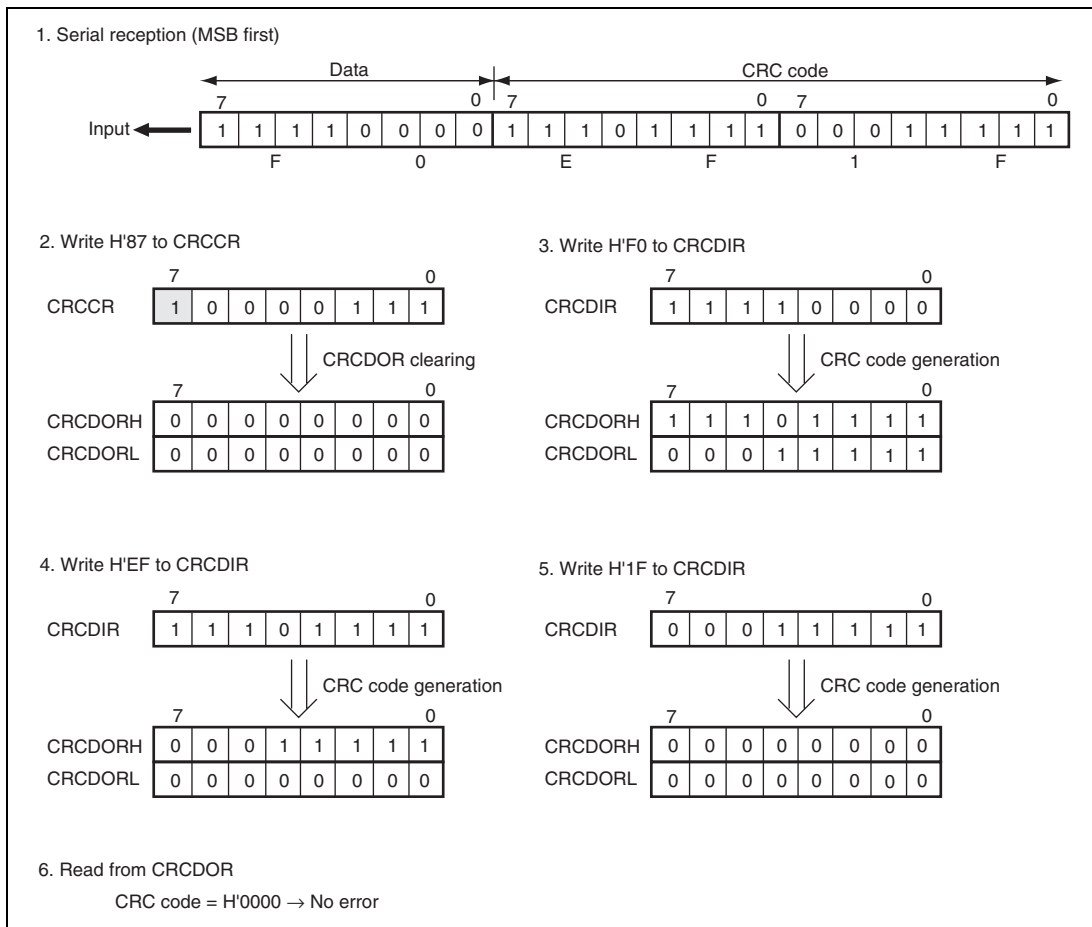 1. Serial reception (MSB first)
Data CRC code
7 0 7 0 7 0
Input 1 1 1 1 0 0 0 0 1 1 1 0 1 1 1 1 0 0 0 1 1 1 1 1
F 0 E F 1 F
2. Write H'87 to CRCCR
7 0
CRCCR 1 0 0 0 0 1 1 1
CRCDOR clearing
7 0
CRCDORH 0 0 0 0 0 0 0 0
CRCDORL 0 0 0 0 0 0 0 0
3. Write H'F0 to CRCDIR
7 0
CRCDIR 1 1 1 1 0 0 0 0
CRC code generation
7 0
CRCDORH 1 1 1 0 1 1 1 1
CRCDORL 0 0 0 1 1 1 1 1
4. Write H'EF to CRCDIR
7 0
CRCDIR 1 1 1 0 1 1 1 1
CRC code generation
7 0
CRCDORH 0 0 0 1 1 1 1 1
CRCDORL 0 0 0 0 0 0 0 0
5. Write H'1F to CRCDIR
7 0
CRCDIR 0 0 0 1 1 1 1 1
CRC code generation
7 0
CRCDORH 0 0 0 0 0 0 0 0
CRCDORL 0 0 0 0 0 0 0 0
6. Read from CRCDOR
CRC code = H'0000 → No error